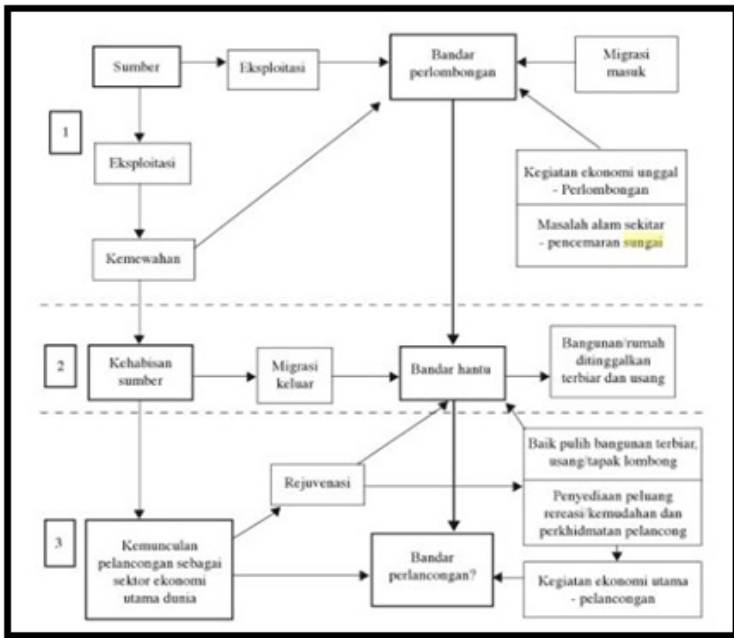 Sumber
Eksploitasi
Bandar
perlombongan
Migrasi
masuk
1
Eksploitasi
Kegiatan ekonomi unggal
- Perlombongan
Masalah alam sekitar
- pencemaran sungai
Kemewahan
2
Kehabisan
sumber
Migrasi
keluar
Bandar hantu
Bangunan/rumah
ditinggalkan
terbiar dan usang
Baik pulih bangunan terbiar,
usang/tapak lombong
Rejuvenasi
Penyediaan peluang
rereasi/kemudahan dan
perkhidmatan pelancong
3
Kemunculan
pelancongan sebagai
sektor ekonomi
utama dunia
Bandar
perlancongan?
Kegiatan ekonomi utama
- pelancongan